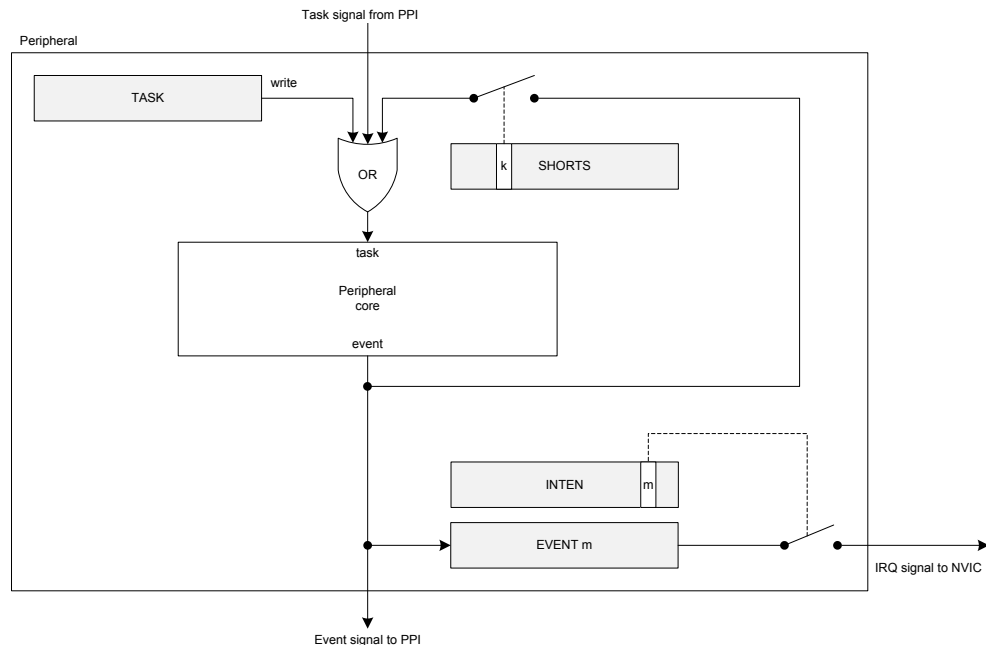 Task signal from PPI
Peripheral
write
TASK
k
SHORTS
OR
task
Peripheral
core
event
INTEN
m
EVENT m
IRQ signal to NVIC
Event signal to PPI